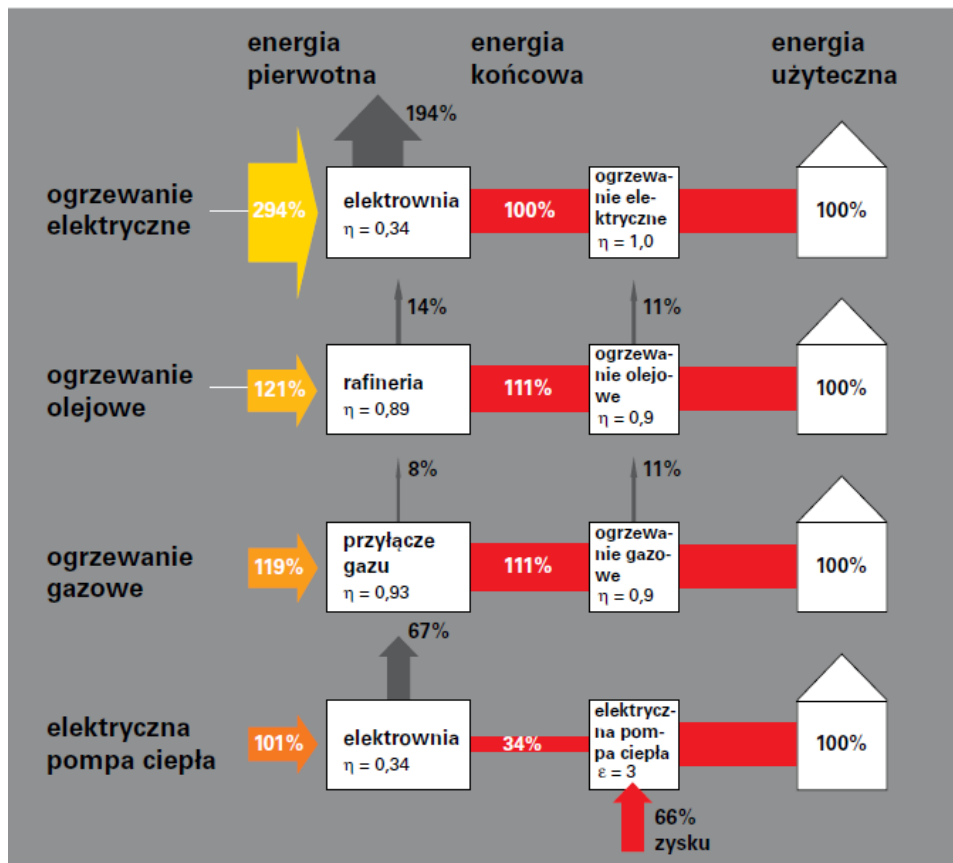 energia
pierwotna
energia
końcowa
energia
użyteczna
194%
ogrzewanie
elektryczne
294%
elektrownia
η = 0,34
100%
ogrzewa-
nie ele-
ktryczne
η = 1,0
100%
14%
11%
ogrzewanie
olejowe
121%
rafineria
η = 0,89
111%
ogrzewa-
nie olejo-
we
η = 0,9
100%
8%
11%
ogrzewanie
gazowe
119%
przyłącze
gazu
η = 0,93
111%
ogrzewa-
nie gazo-
we
η = 0,9
100%
67%
elektryczna
pompa ciepła
101%
elektrownia
η = 0,34
34%
elektrycz-
na pom-
pa ciepła
ε = 3
100%
66%
zysku